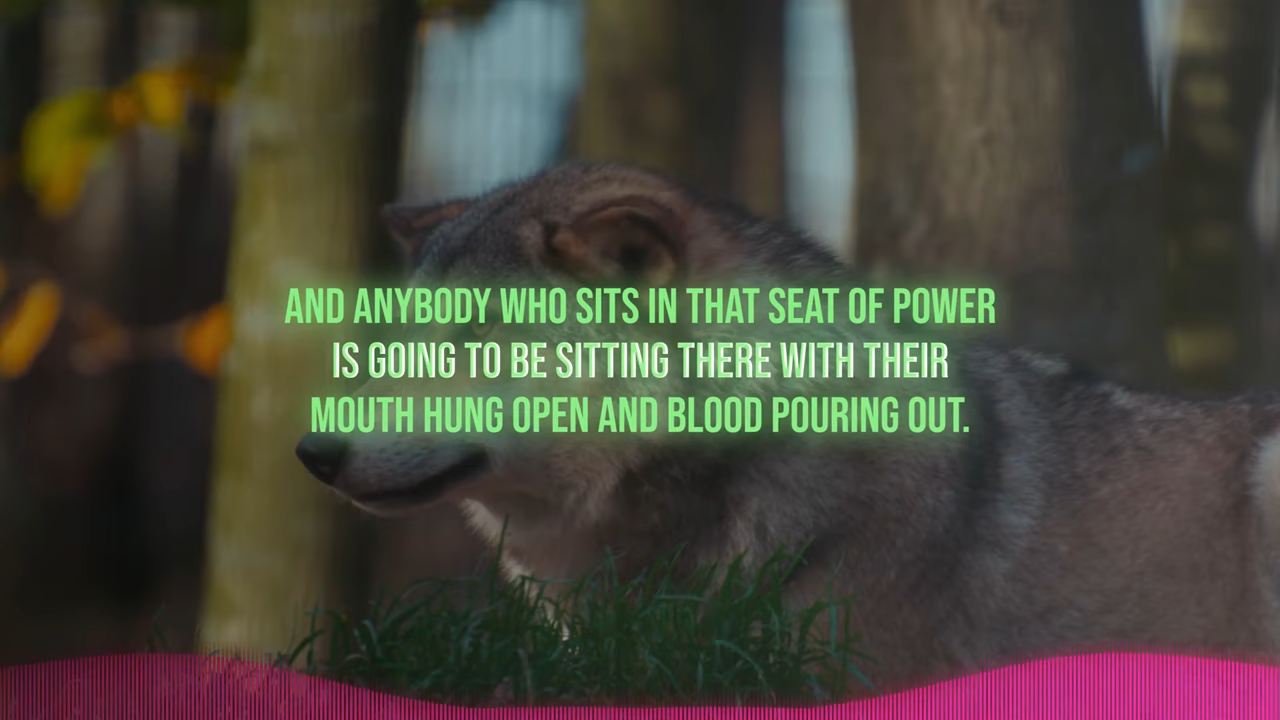 AND ANYBODY WHO SITS IN THAT SEAT OF POWER
IS GOING TO BE SITTING THERE WITH THEIR
MOUTH HUNG OPEN AND BLOOD POURING OUT.